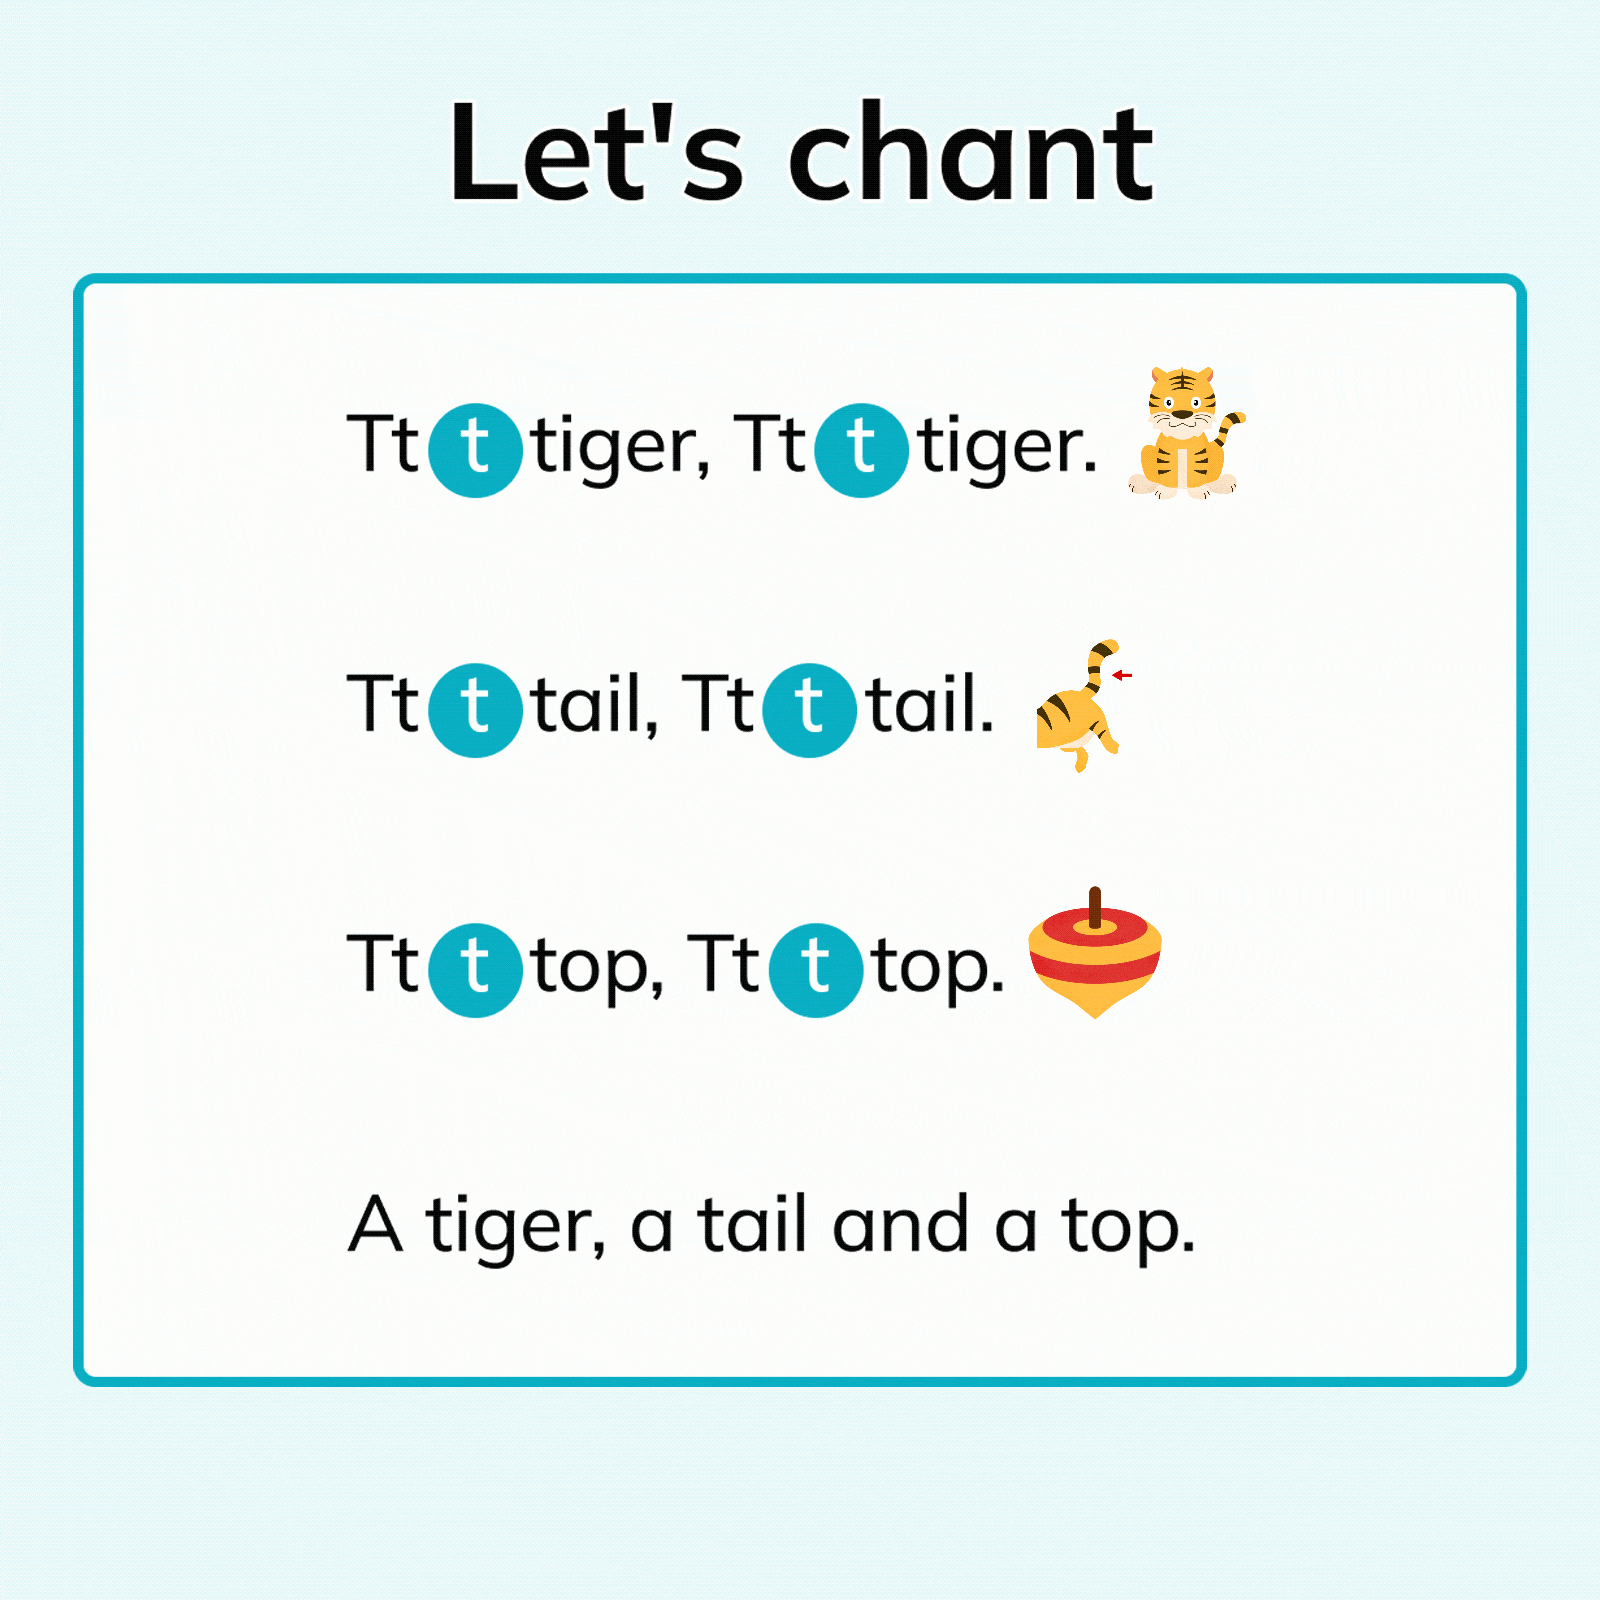 Let's chant
Tt t tiger, Tt t tiger.
Tt t tail, Tt t tail.
Tt t top, Tt t top.
A tiger, a tail and a top.